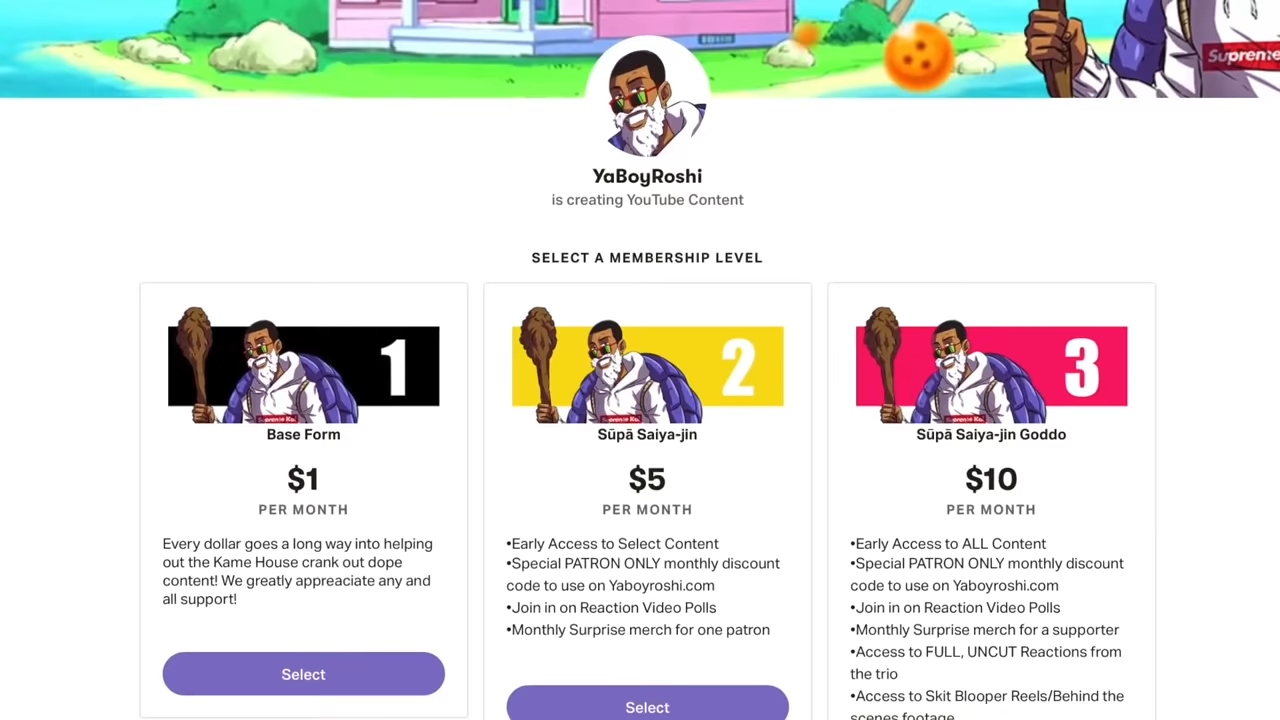 Supreme
YaBoyRoshi
is creating YouTube Content
SELECT A MEMBERSHIP LEVEL
1
Base Form
$1
PER MONTH
Every dollar goes a long way into helping
out the Kame House crank out dope
content! We greatly appreaciate any and
all support!
Select
2
Sūpā Saiya-jin
$5
PER MONTH
•Early Access to Select Content
•Special PATRON ONLY monthly discount
code to use on Yaboyroshi.com
•Join in on Reaction Video Polls
•Monthly Surprise merch for one patron
Select
3
Sūpā Saiya-jin Goddo
$10
PER MONTH
•Early Access to ALL Content
•Special PATRON ONLY monthly discount
code to use on Yaboyroshi.com
•Join in on Reaction Video Polls
•Monthly Surprise merch for a supporter
•Access to FULL, UNCUT Reactions from
the trio
•Access to Skit Blooper Reels/Behind the
scenes footage